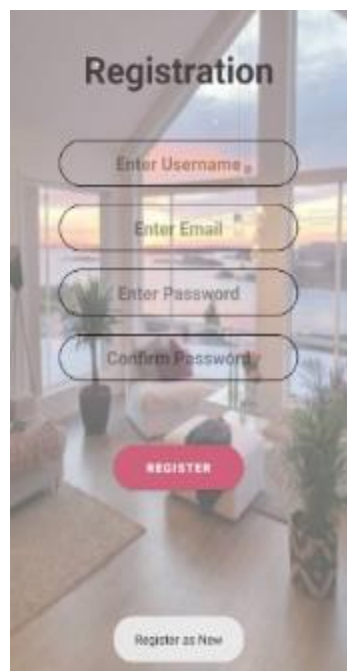 Registration
Enter Username
Enter Email
Enter Password
Confirm Password
REGISTER
Register as New